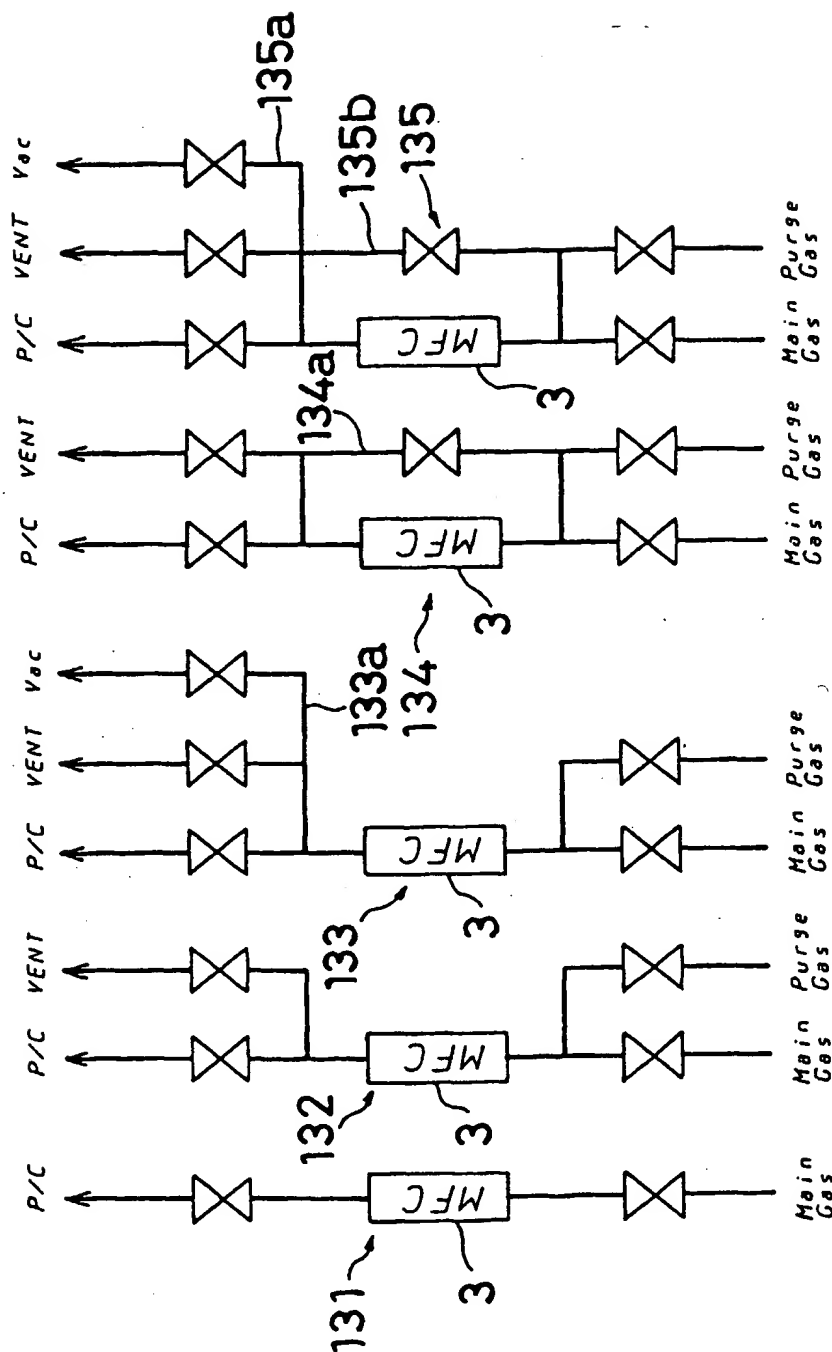 P/C
P/C VENT
P/C VENT Vac
P/C VENT
P/C VENT Vac
135a
135b
135
134a
134
133a
133
132
131
MFC
3
MFC
3
MFC
3
MFC
3
MFC
3
Main
Gas
Main Purge
Gas Gas
Main Purge
Gas Gas
Main Purge
Gas Gas
Main Purge
Gas Gas